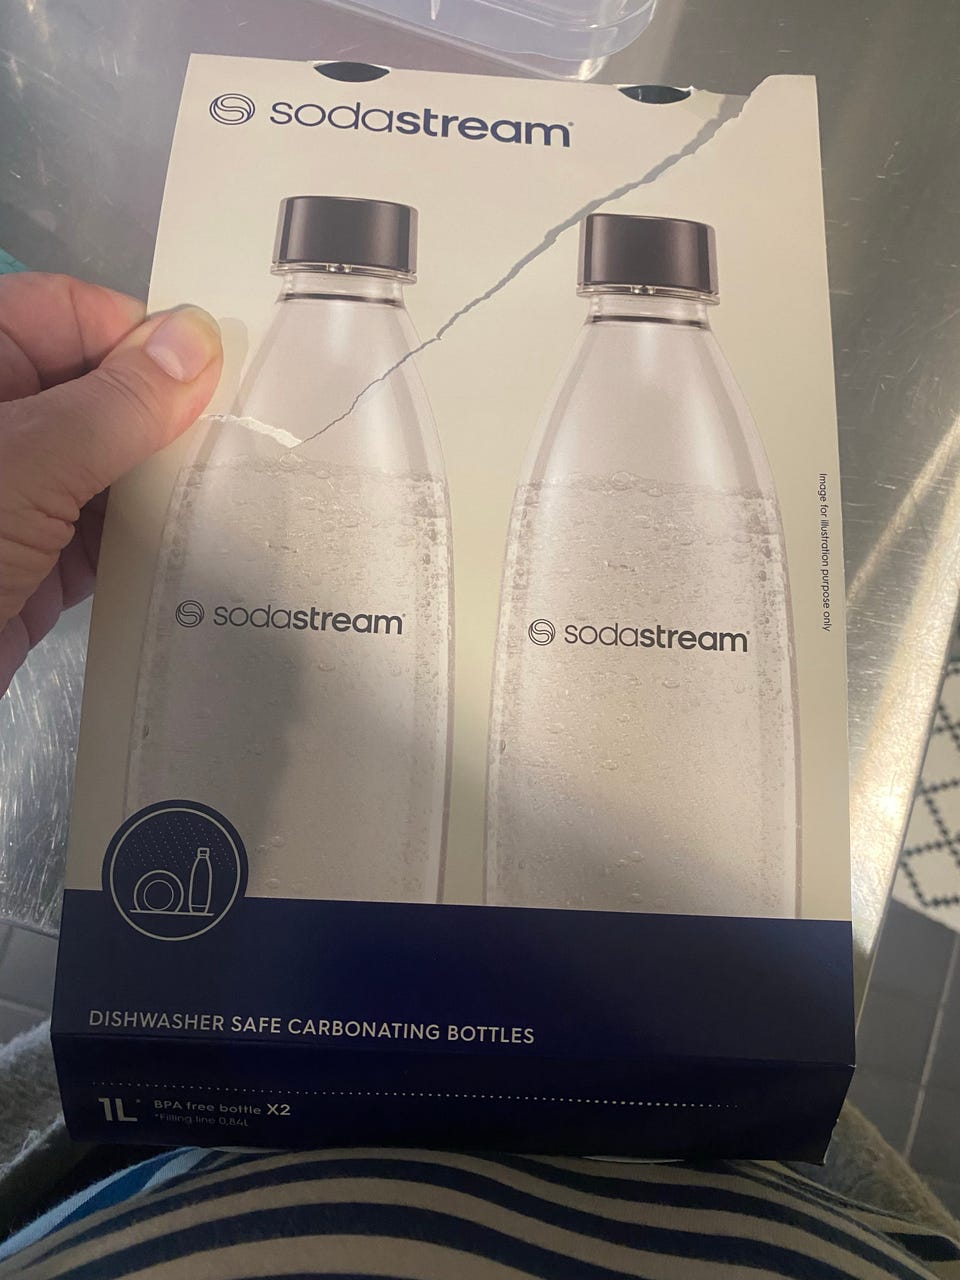 sodastream®
Image for illustration purpose only
sodastream®
sodastream®
DISHWASHER SAFE CARBONATING BOTTLES
1L* BPA free bottle X2
*Filling line 0,84L